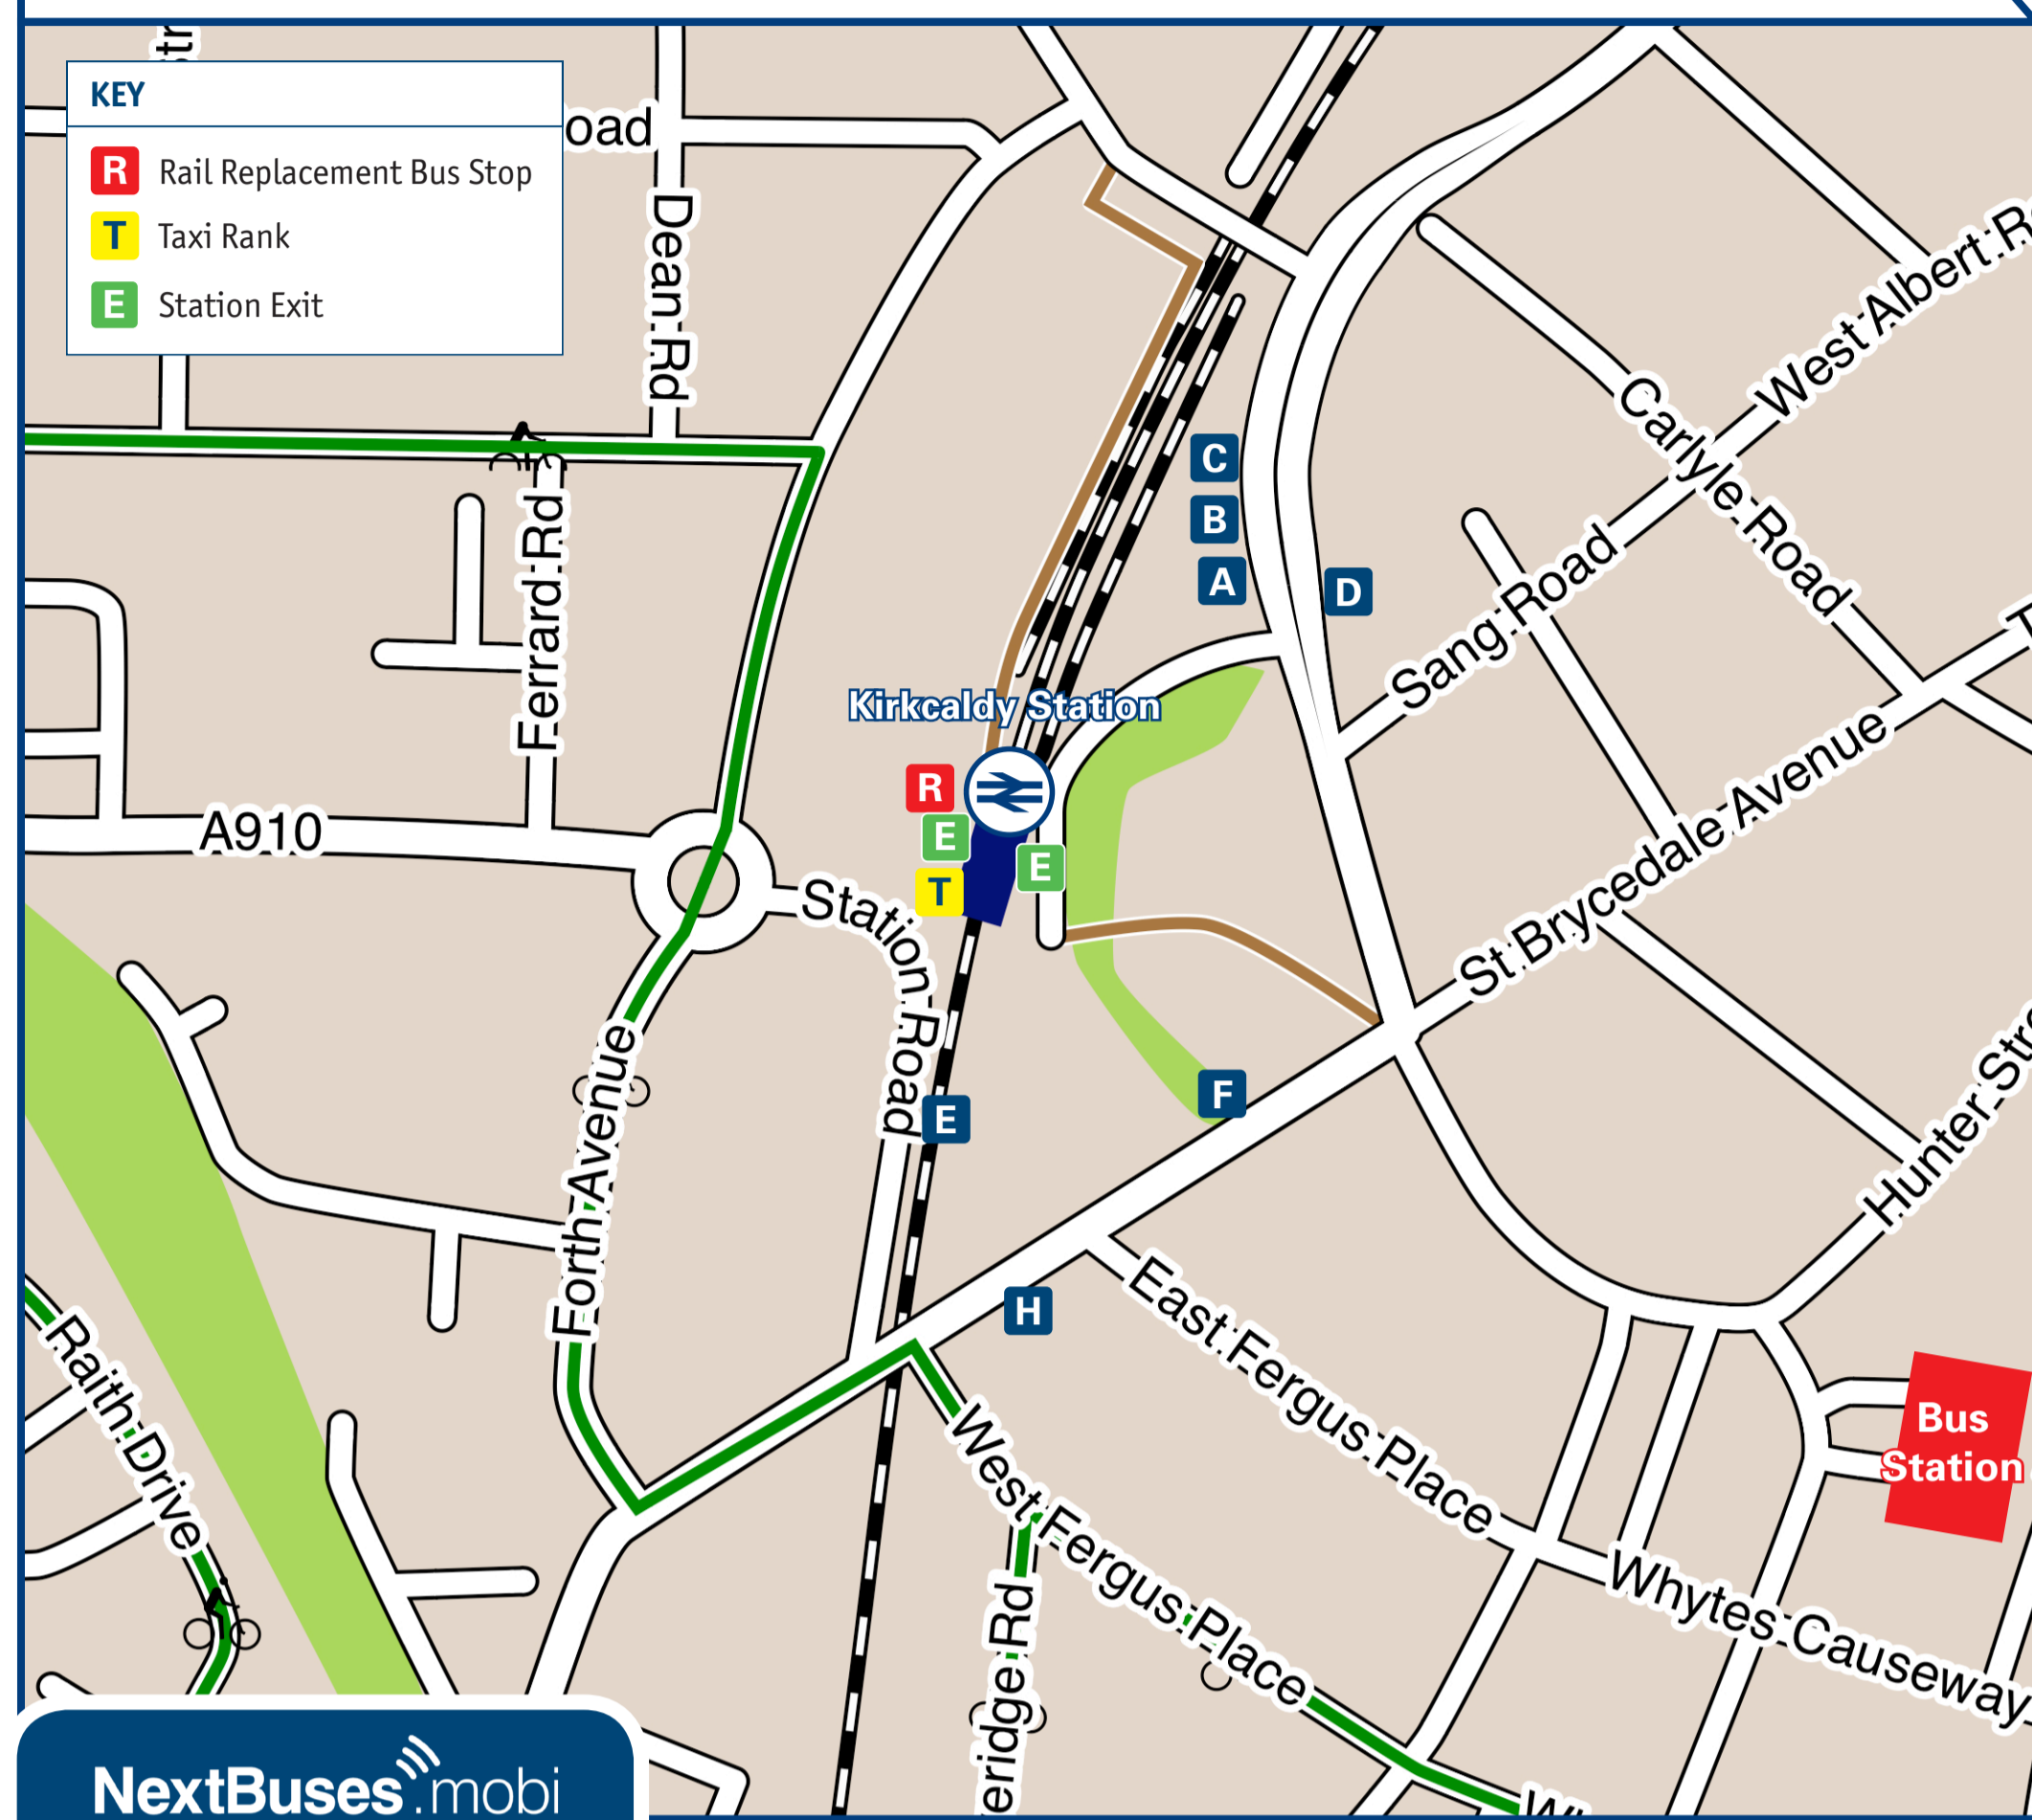 KEY
R Rail Replacement Bus Stop
T Taxi Rank
E Station Exit
oad
Dean Rd
West Albert
Carlyle Road
C
B
A
D
Ferrard Rd
Sang Road
Kirkcaldy Station
R
E
E
T
A910
Station Road
St Brycedale Avenue
F
E
Forth Avenue
Hunter
H
East Fergus Place
Raith Drive
Bus
Station
West Fergus Place
Whytes Causeway
eridge Rd
NextBuses.mobi